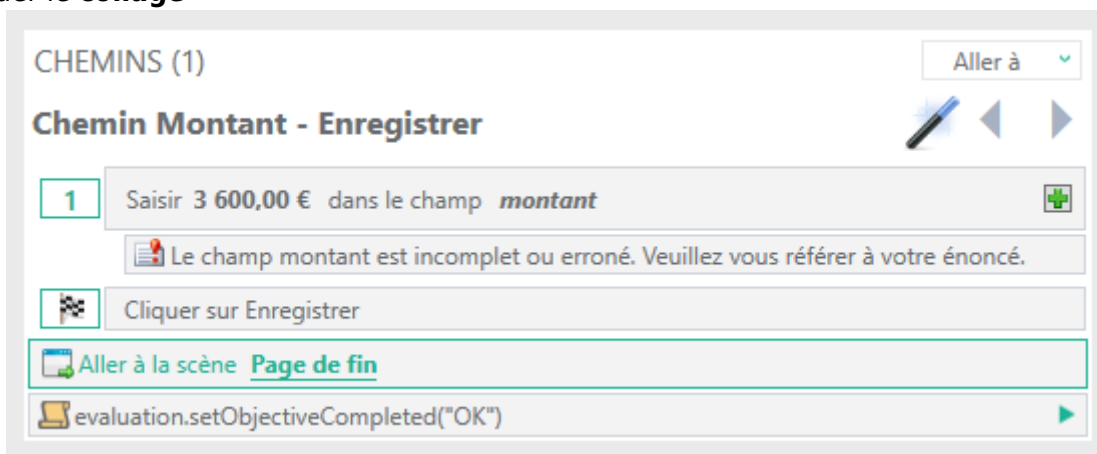 CHEMINS (1)
Aller à
Chemin Montant - Enregistrer
1
Saisir 3 600,00 € dans le champ montant
Le champ montant est incomplet ou erroné. Veuillez vous référer à votre énoncé.
Cliquer sur Enregistrer
Aller à la scène Page de fin
evaluation.setObjectiveCompleted("OK")